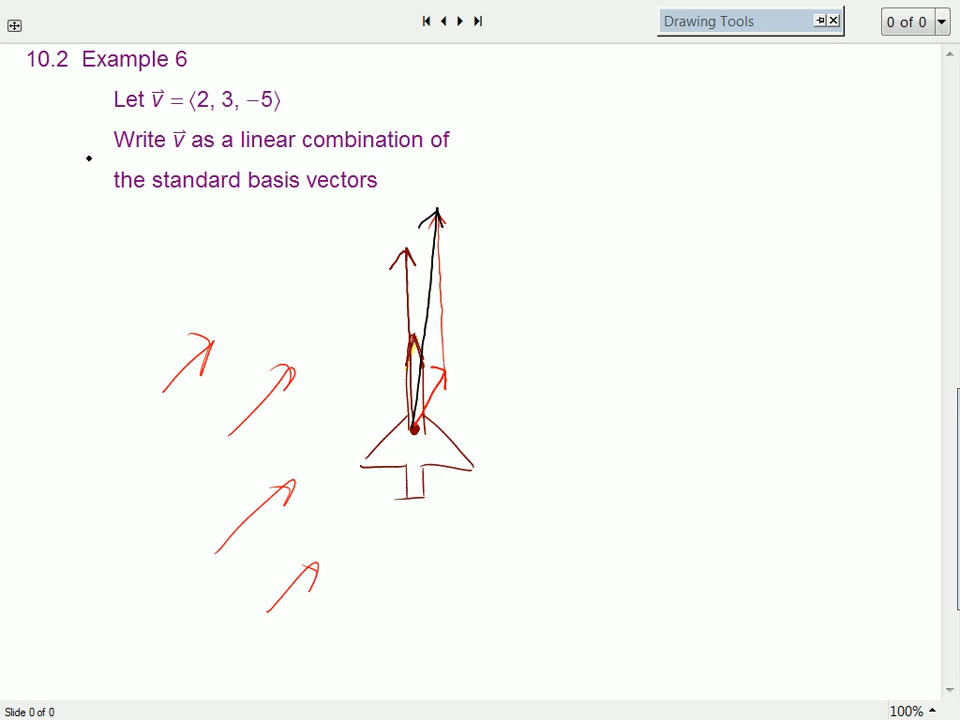 Drawing Tools
0 of 0
10.2 Example 6
Let v⃗ = ⟨2, 3, −5⟩
Write v⃗ as a linear combination of
the standard basis vectors
Slide 0 of 0
100%